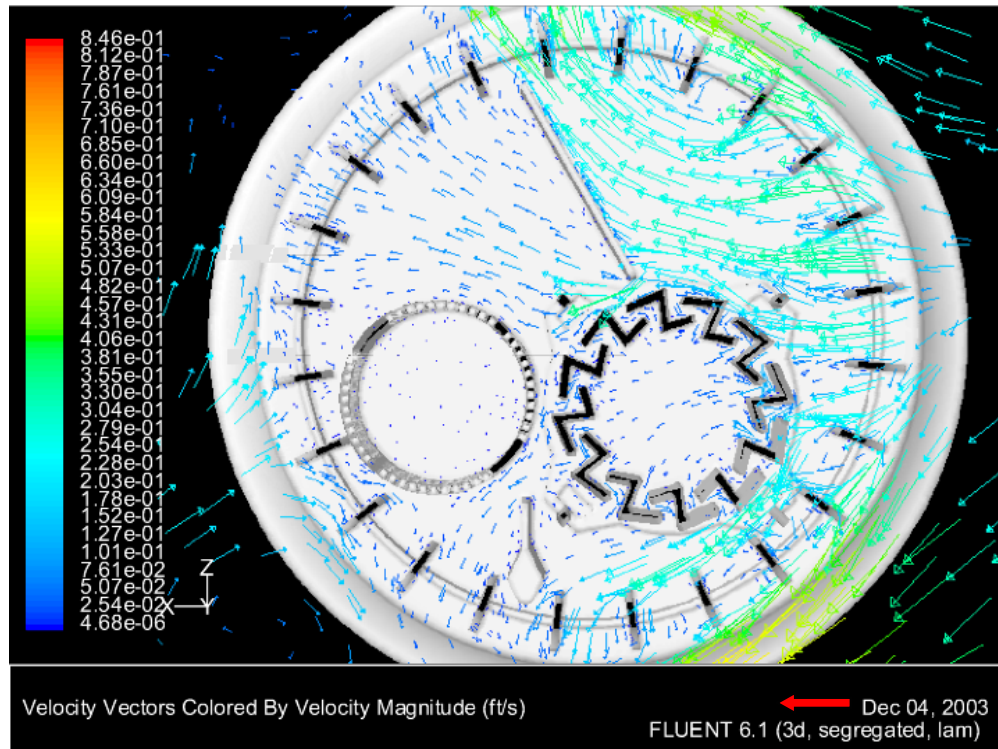 8.46e-01
8.12e-01
7.87e-01
7.61e-01
7.36e-01
7.10e-01
6.85e-01
6.60e-01
6.34e-01
6.09e-01
5.84e-01
5.58e-01
5.33e-01
5.07e-01
4.82e-01
4.57e-01
4.31e-01
4.06e-01
3.81e-01
3.55e-01
3.30e-01
3.04e-01
2.79e-01
2.54e-01
2.28e-01
2.03e-01
1.78e-01
1.52e-01
1.27e-01
1.01e-01
7.61e-02
5.07e-02
2.54e-02
4.68e-06
Z
X
Y
Velocity Vectors Colored By Velocity Magnitude (ft/s)
Dec 04, 2003
FLUENT 6.1 (3d, segregated, lam)